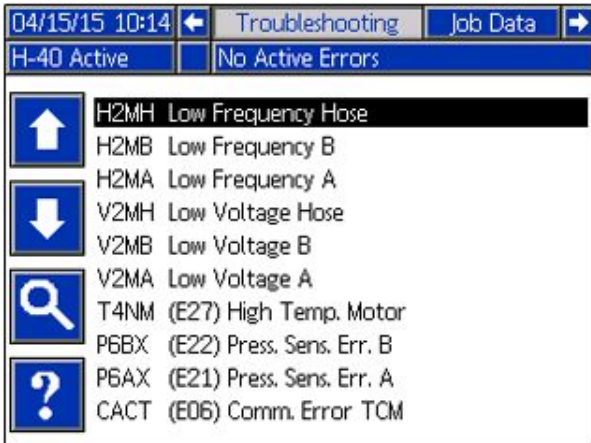 04/15/15 10:14 Troubleshooting Job Data
H-40 Active No Active Errors
H2MH Low Frequency Hose
H2MB Low Frequency B
H2MA Low Frequency A
V2MH Low Voltage Hose
V2MB Low Voltage B
V2MA Low Voltage A
T4NM (E27) High Temp. Motor
P6BX (E22) Press. Sens. Err. B
P6AX (E21) Press. Sens. Err. A
? CACT (E06) Comm. Error TCM